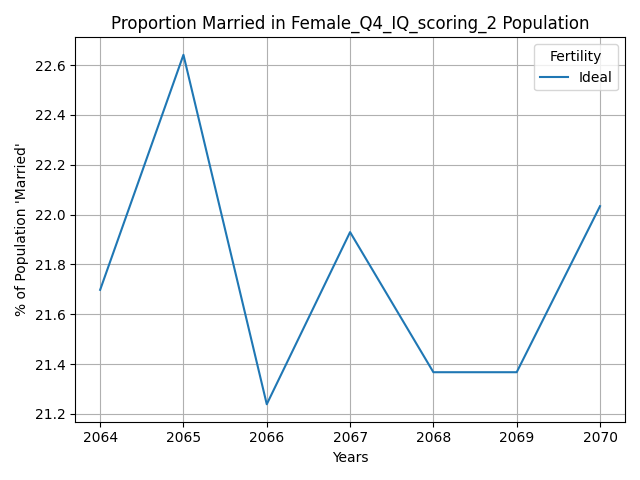 Proportion Married in Female_Q4_IQ_scoring_2 Population
Fertility
Ideal
% of Population 'Married'
22.6
22.4
22.2
22.0
21.8
21.6
21.4
21.2
2064 2065 2066 2067 2068 2069 2070
Years